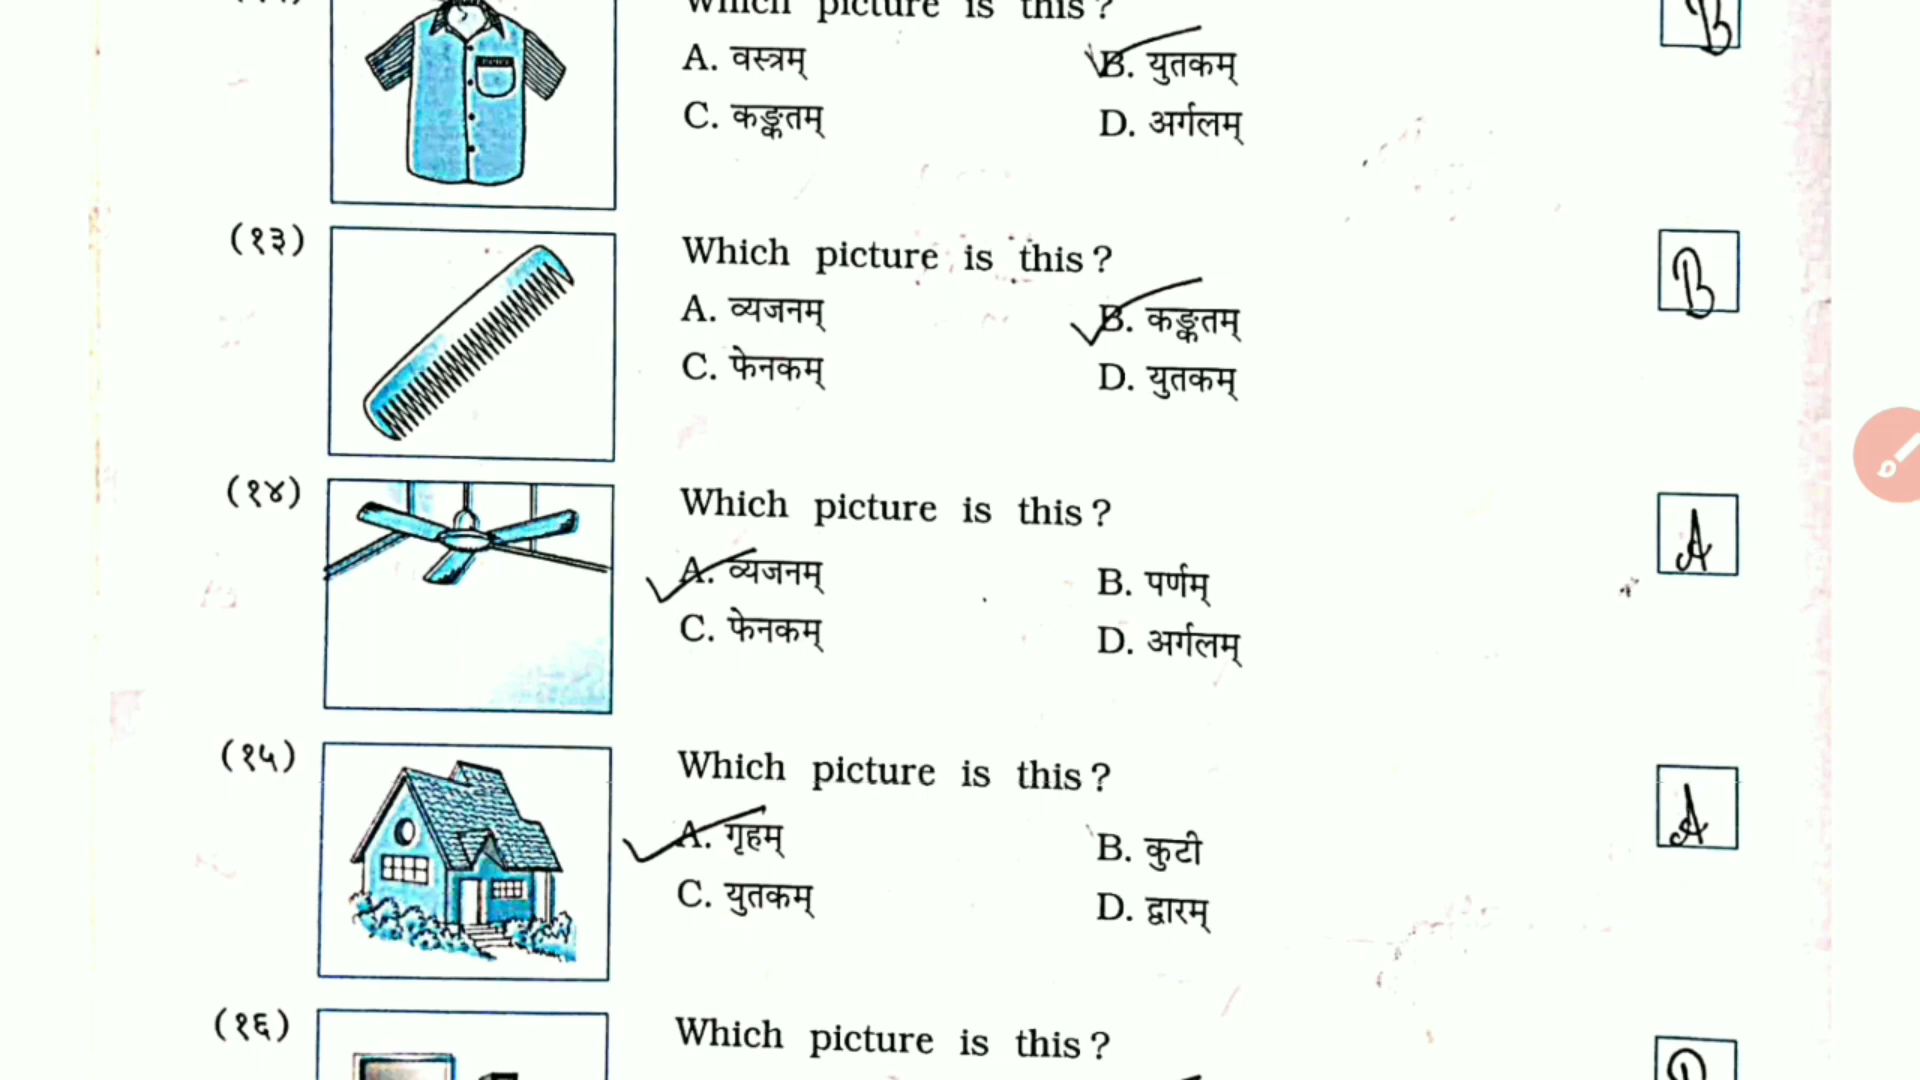 Which picture is this?
A. वस्त्रम् B. युतकम् B
C. कङ्कतम् D. अर्गलम्
(१३) Which picture is this? B
A. व्यजनम् B. कङ्कतम्
C. फेनकम् D. युतकम्
(१४) Which picture is this? A
A. व्यजनम् B. पर्णम्
C. फेनकम् D. अर्गलम्
(१५) Which picture is this? A
A. गृहम् B. कुटी
C. युतकम् D. द्वारम्
(१६) Which picture is this?